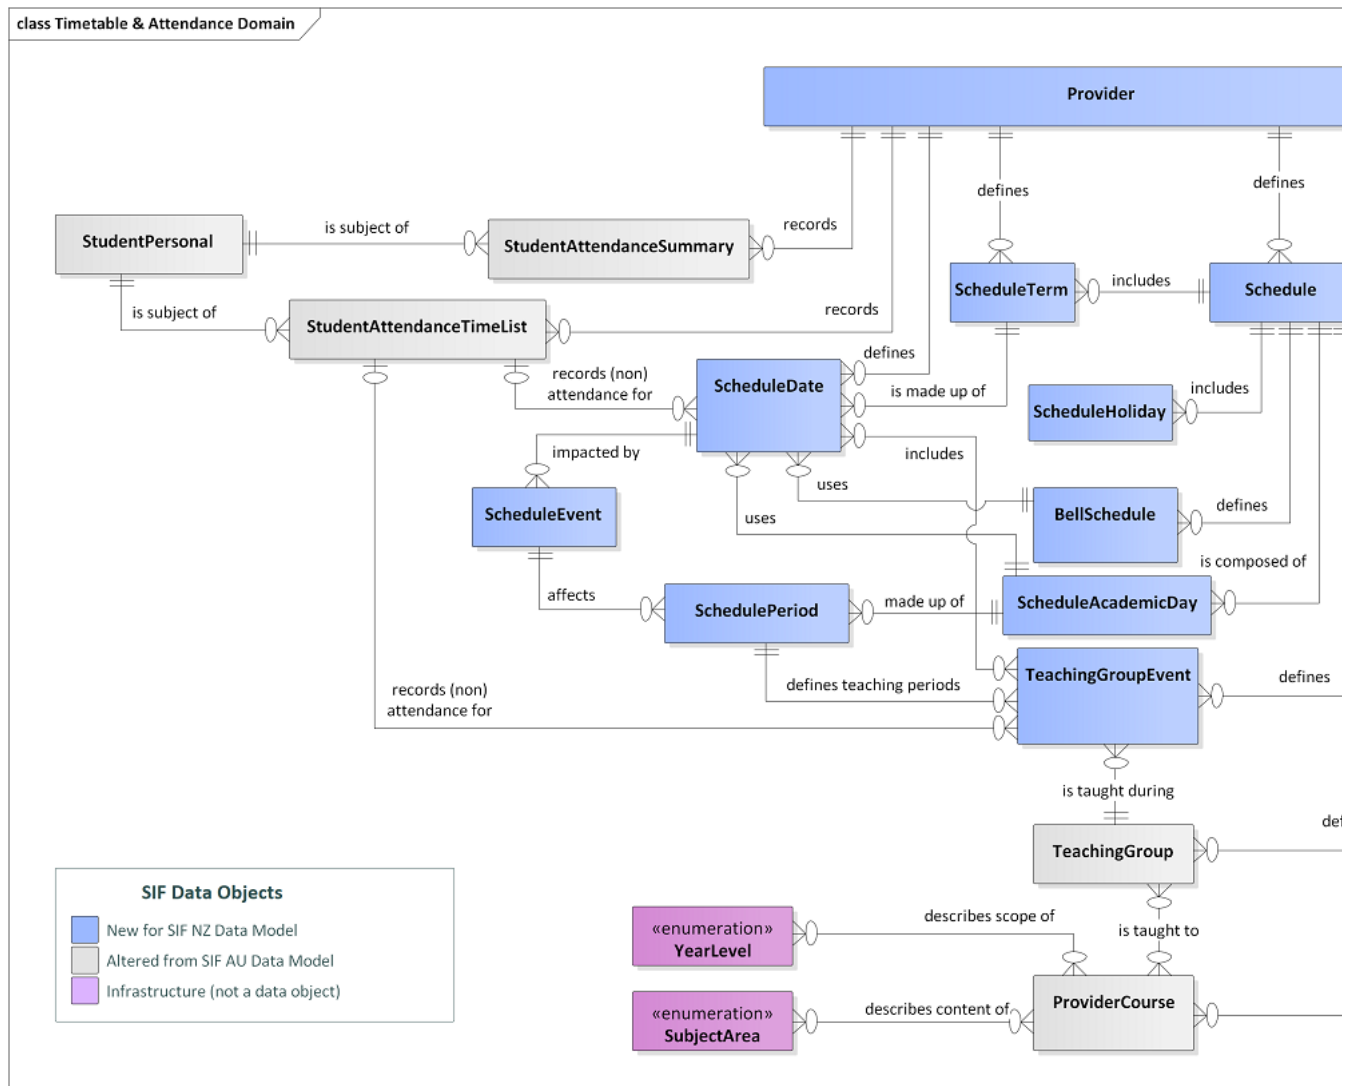 class Timetable & Attendance Domain
Provider
defines
defines
StudentPersonal
is subject of
StudentAttendanceSummary
records
ScheduleTerm
includes
Schedule
is subject of
StudentAttendanceTimeList
records
defines
records (non)
attendance for
ScheduleDate
is made up of
ScheduleHoliday
includes
impacted by
includes
uses
ScheduleEvent
uses
BellSchedule
defines
is composed of
affects
SchedulePeriod
made up of
ScheduleAcademicDay
TeachingGroupEvent
defines
defines teaching periods
records (non)
attendance for
is taught during
TeachingGroup
def
SIF Data Objects
New for SIF NZ Data Model
Altered from SIF AU Data Model
Infrastructure (not a data object)
«enumeration»
YearLevel
describes scope of
is taught to
«enumeration»
SubjectArea
describes content of
ProviderCourse